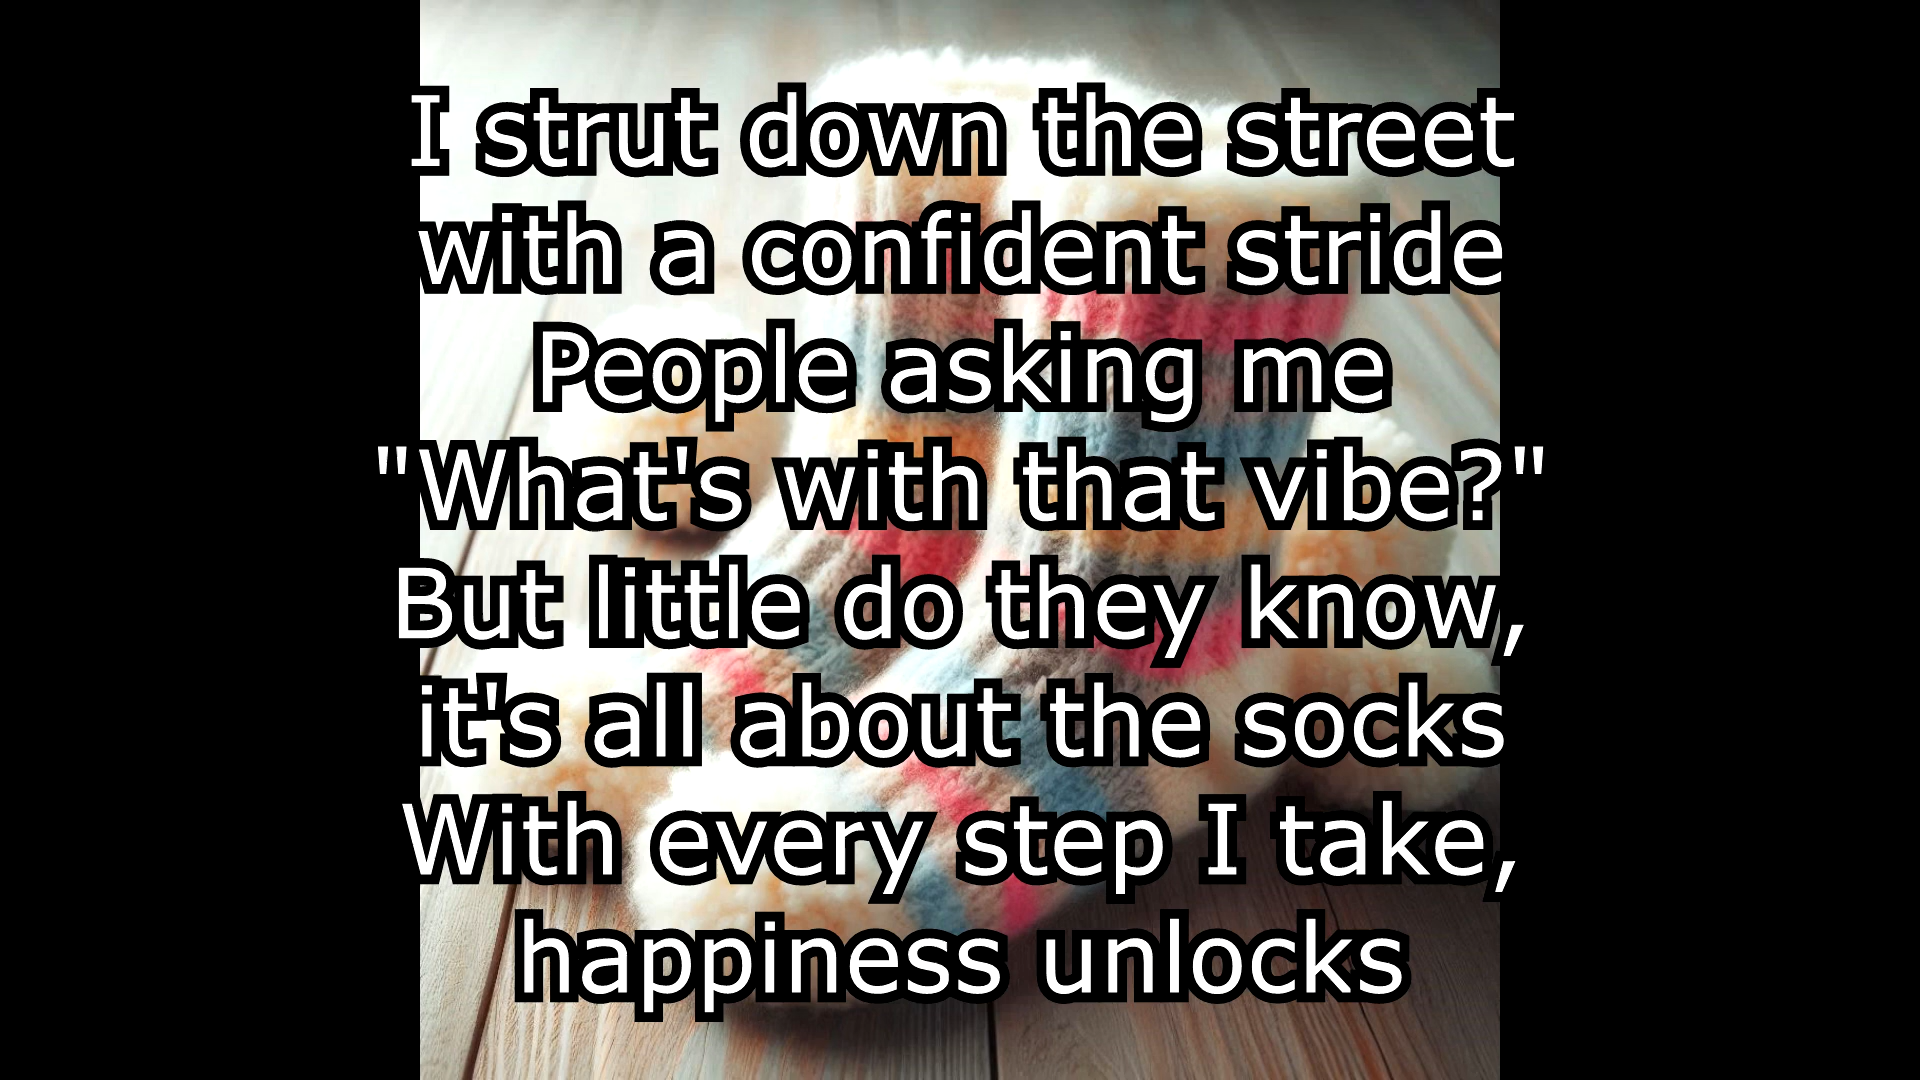 I strut down the street
with a confident stride
People asking me
"What's with that vibe?"
But little do they know,
it's all about the socks
With every step I take,
happiness unlocks